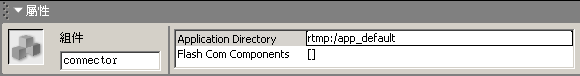 屬性
組件
connector
Application Directory rtmp:/app_default
Flash Com Components []